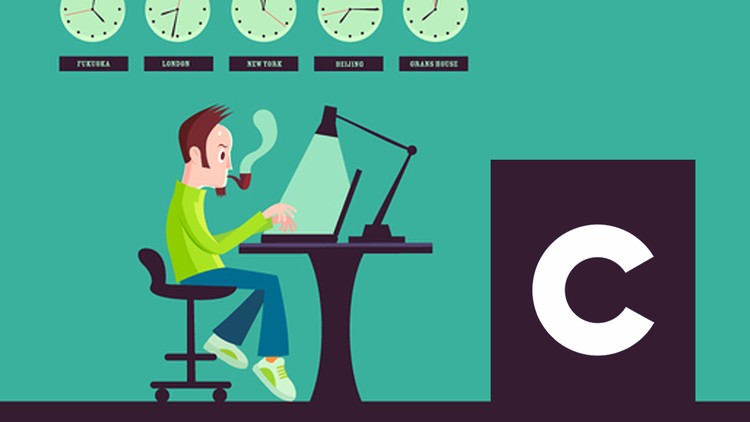 FUKUOKA
LONDON
NEW YORK
BEIJING
GRANS HOUSE
C